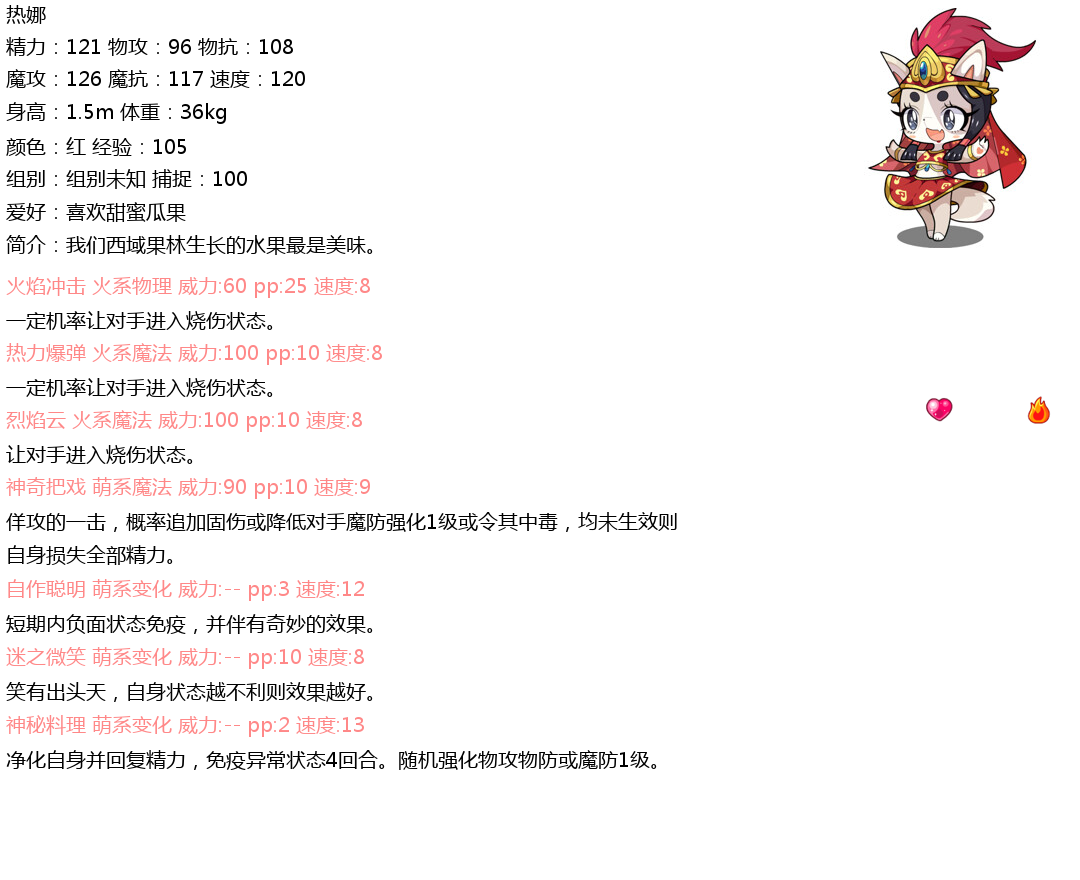 热娜
精力：121 物攻：96 物抗：108
魔攻：126 魔抗：117 速度：120
身高：1.5m 体重：36kg
颜色：红 经验：105
组别：组别未知 捕捉：100
爱好：喜欢甜蜜瓜果
简介：我们西域果林生长的水果最是美味。
火焰冲击 火系物理 威力:60 pp:25 速度:8
一定机率让对手进入烧伤状态。
热力爆弹 火系魔法 威力:100 pp:10 速度:8
一定机率让对手进入烧伤状态。
烈焰云 火系魔法 威力:100 pp:10 速度:8
让对手进入烧伤状态。
神奇把戏 萌系魔法 威力:90 pp:10 速度:9
佯攻的一击，概率追加固伤或降低对手魔防强化1级或令其中毒，均未生效则
自身损失全部精力。
自作聪明 萌系变化 威力:-- pp:3 速度:12
短期内负面状态免疫，并伴有奇妙的效果。
迷之微笑 萌系变化 威力:-- pp:10 速度:8
笑有出头天，自身状态越不利则效果越好。
神秘料理 萌系变化 威力:-- pp:2 速度:13
净化自身并回复精力，免疫异常状态4回合。随机强化物攻物防或魔防1级。